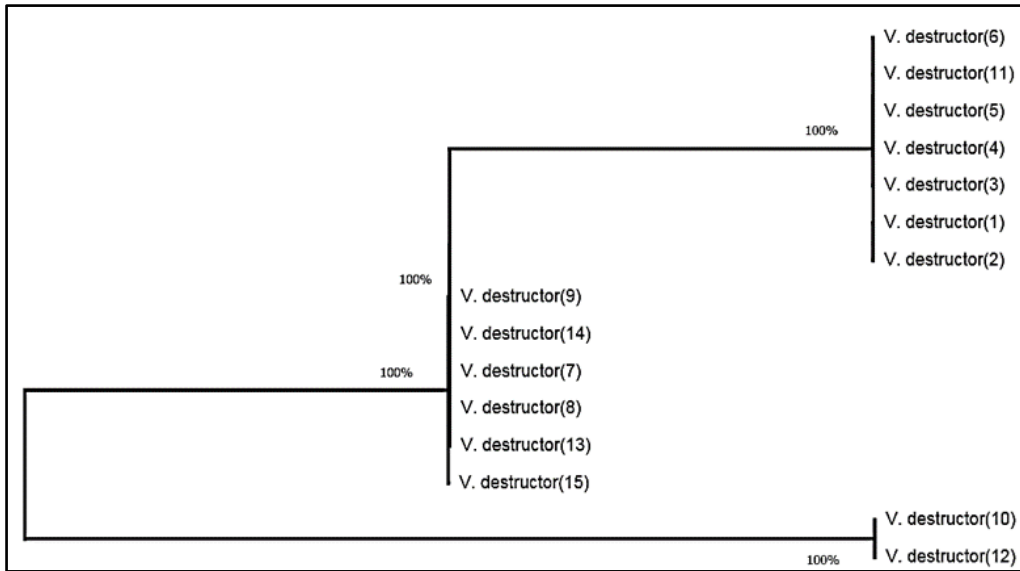 V. destructor(6)
V. destructor(11)
V. destructor(5)
100%
V. destructor(4)
V. destructor(3)
V. destructor(1)
V. destructor(2)
100%
V. destructor(9)
V. destructor(14)
100%
V. destructor(7)
V. destructor(8)
V. destructor(13)
V. destructor(15)
V. destructor(10)
100%
V. destructor(12)